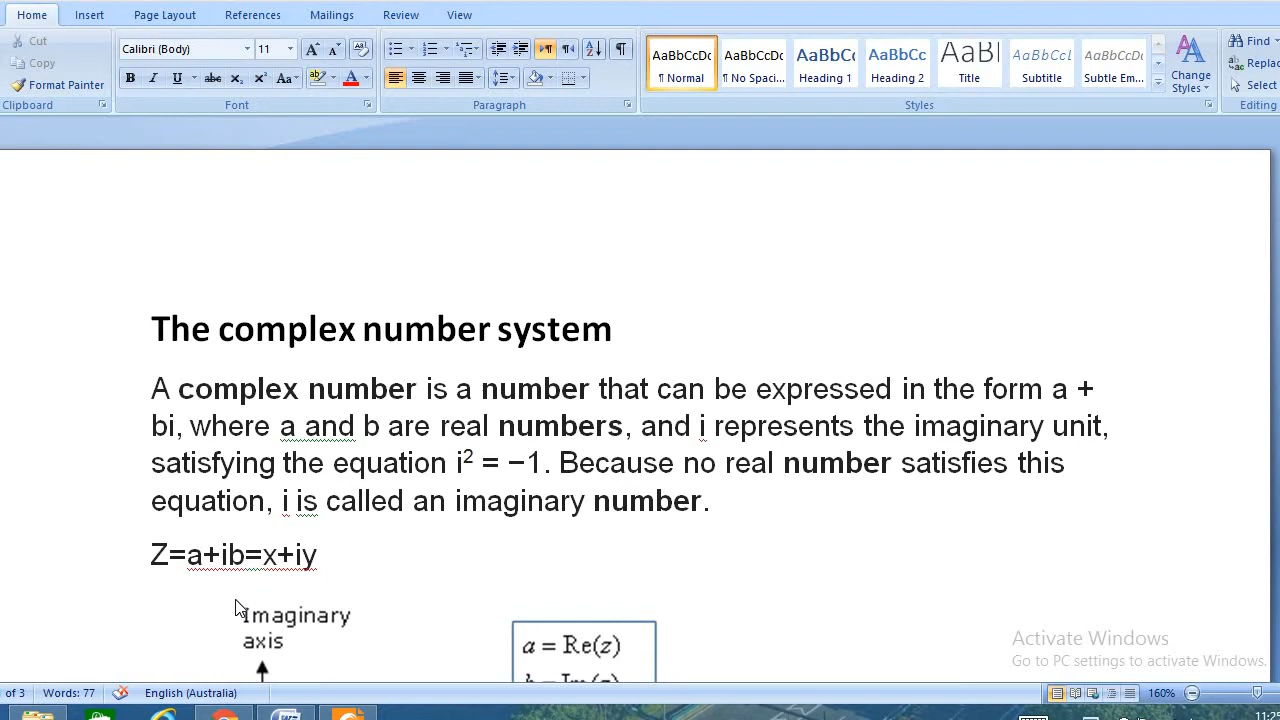 Home Insert Page Layout References Mailings Review View
Cut
Copy
Format Painter
Clipboard
Calibri (Body) 11
Font
Paragraph
AaBbCcDc AaBbCcDc AaBbCc AaBbCc AaBl AaBbCcL AaBbCcDc
¶ Normal ¶ No Spaci... Heading 1 Heading 2 Title Subtitle Subtle Em...
Change
Styles
Styles
Find
Replac
Select
Editing
The complex number system
A complex number is a number that can be expressed in the form a +
bi, where a and b are real numbers, and i represents the imaginary unit,
satisfying the equation i² = −1. Because no real number satisfies this
equation, i is called an imaginary number.
Z=a+ib=x+iy
Imaginary
axis
a = Re(z)
Activate Windows
Go to PC settings to activate Windows.
of 3 Words: 77 English (Australia) 160%